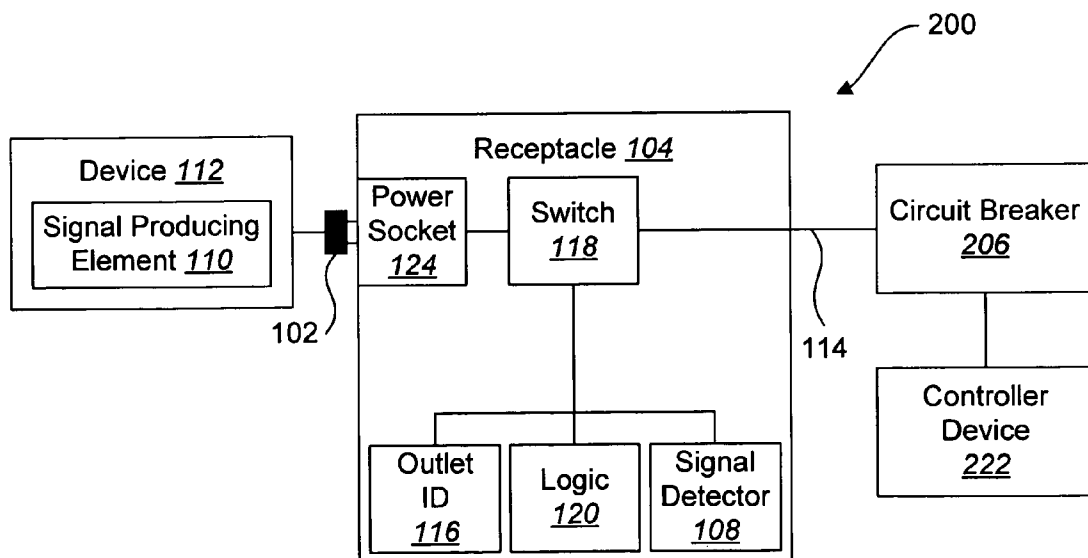 200
Device 112
Signal Producing
Element 110
102
Receptacle 104
Power
Socket
124
Switch
118
114
Circuit Breaker
206
Controller
Device
222
Outlet
ID
116
Logic
120
Signal
Detector
108